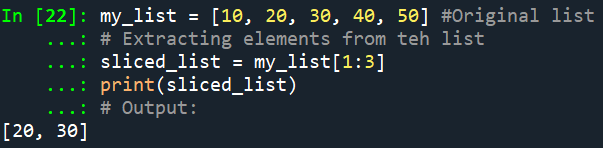 In [22]: my_list = [10, 20, 30, 40, 50] #Original list
...: # Extracting elements from teh list
...: sliced_list = my_list[1:3]
...: print(sliced_list)
...: # Output:
[20, 30]